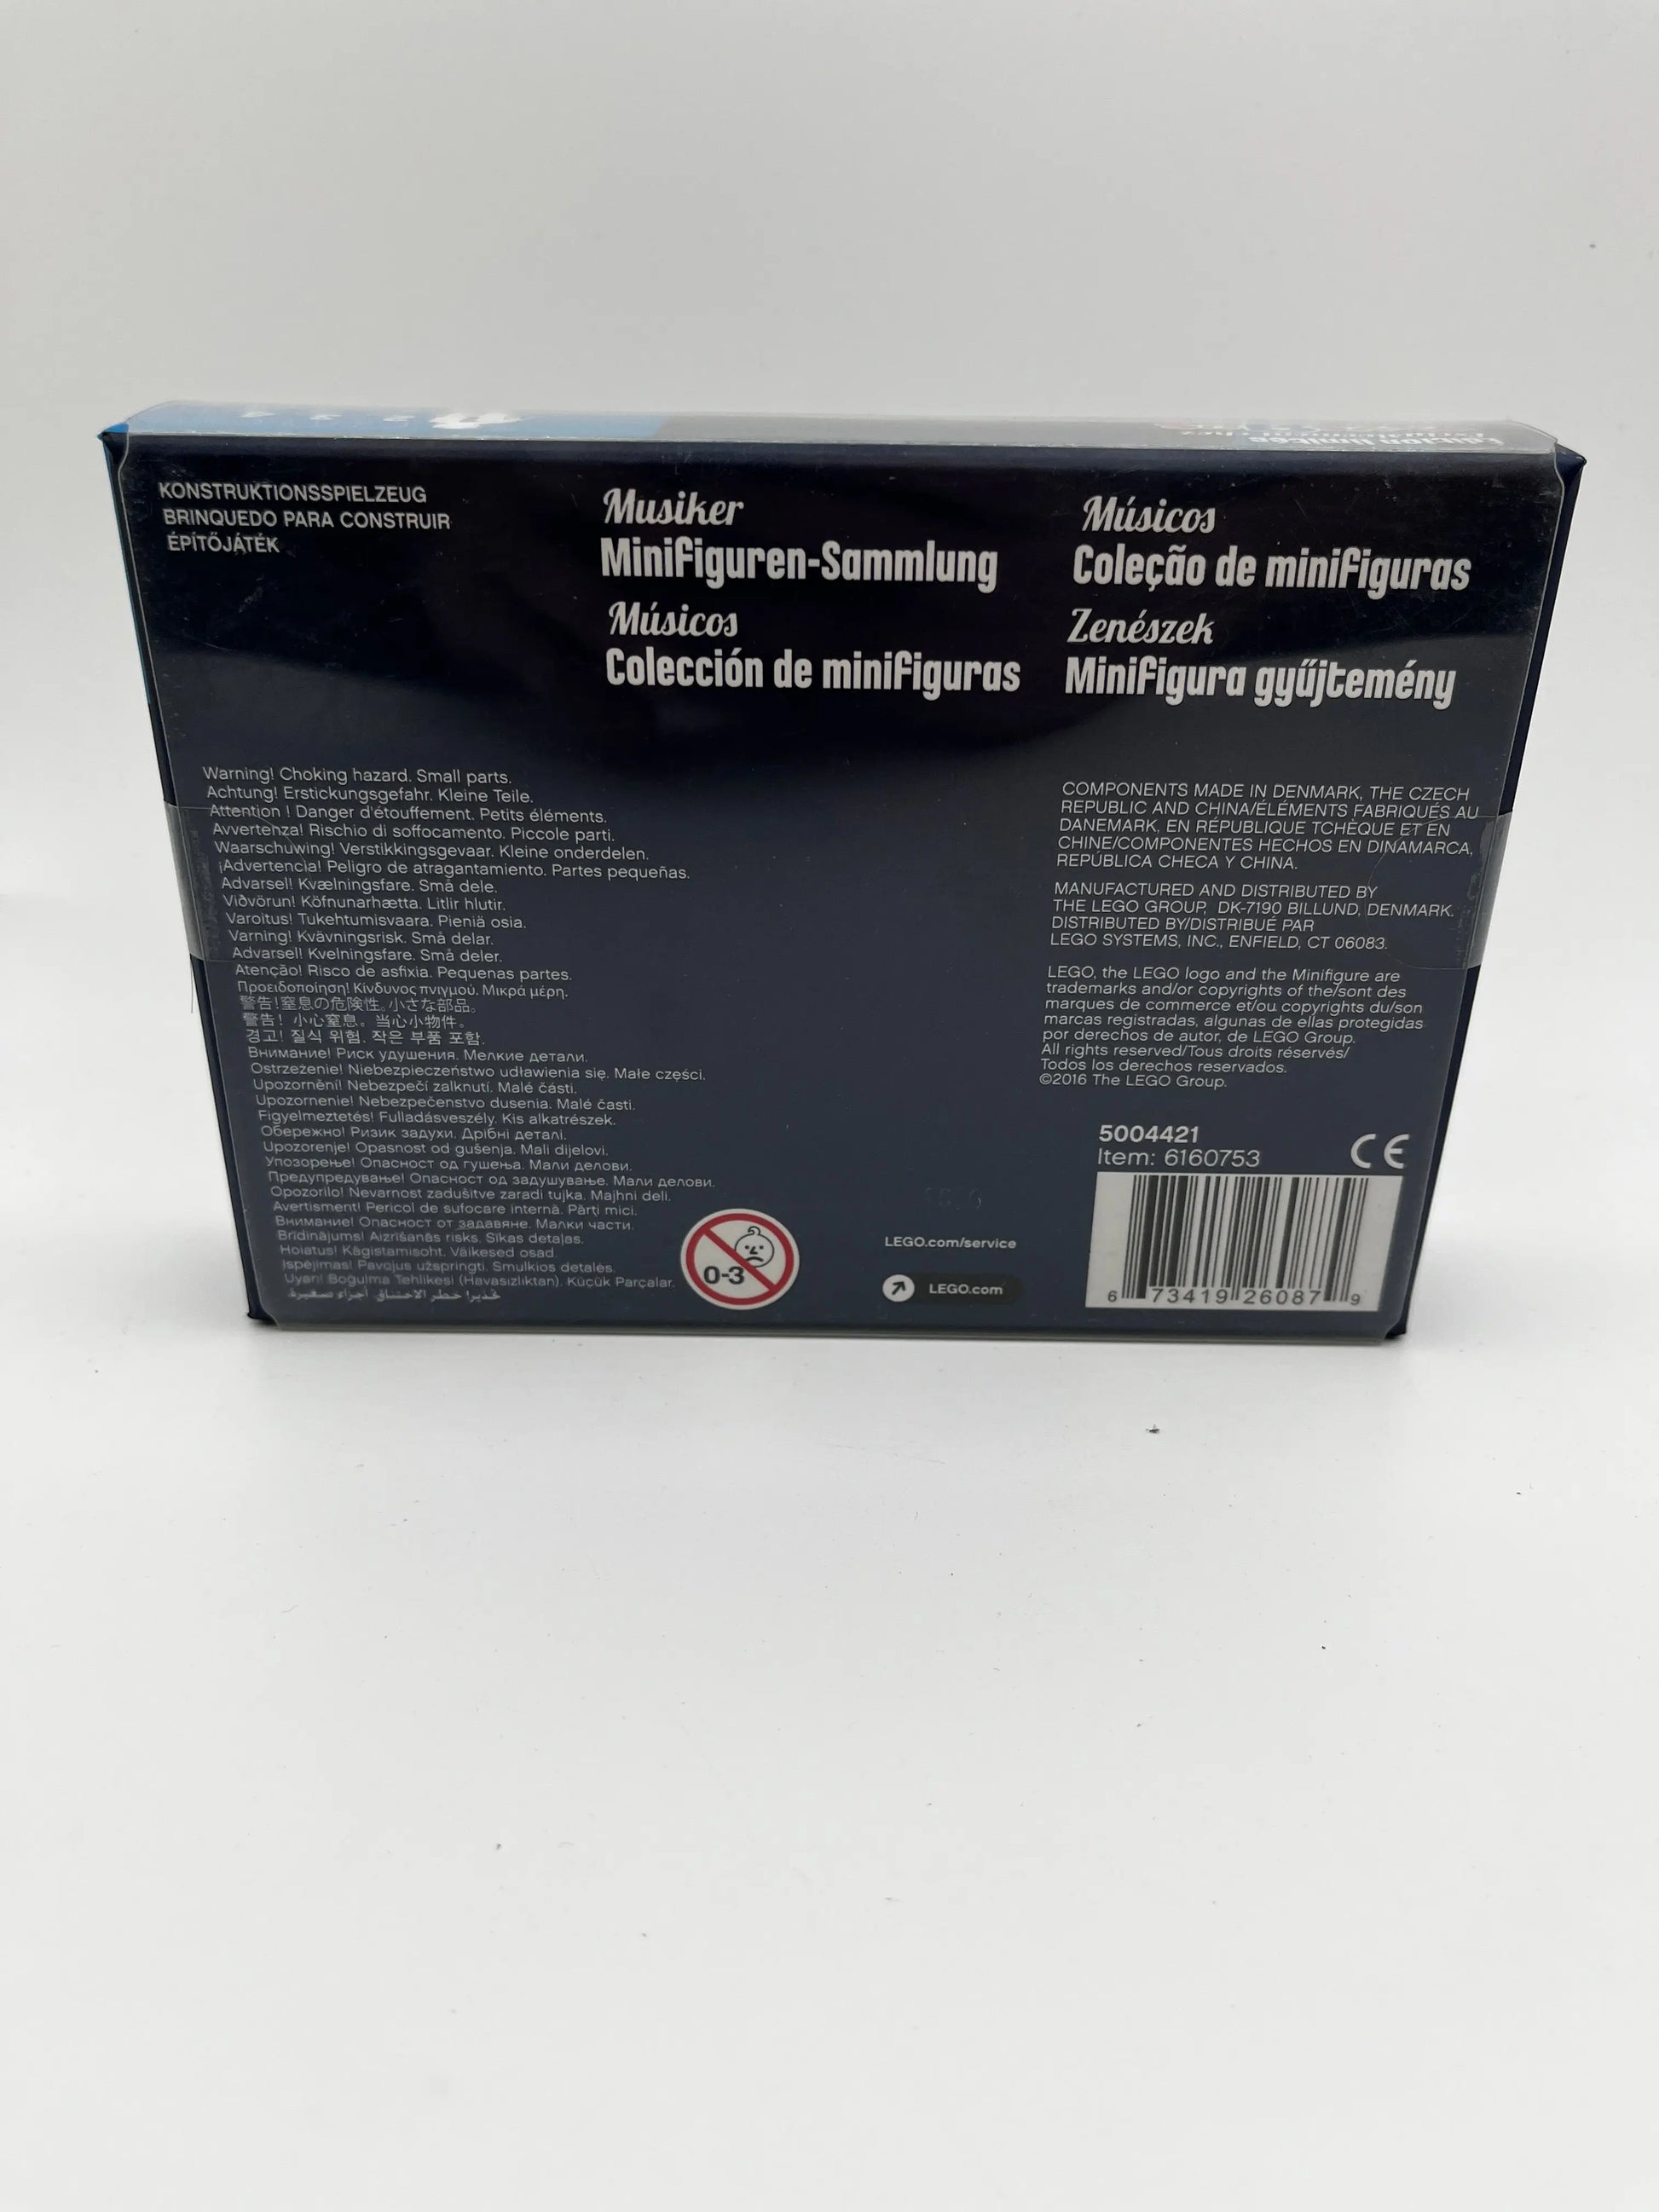 KONSTRUKTIONSSPIELZEUG
BRINQUEDO PARA CONSTRUIR
ÉPÍTŐJÁTÉK
Musiker
Minifiguren-Sammlung
Músicos
Colección de minifiguras
Músicos
Coleção de minifiguras
Zenészek
Minifigura gyűjtemény
Warning! Choking hazard. Small parts.
Achtung! Erstickungsgefahr. Kleine Teile.
Attention ! Danger d'étouffement. Petits éléments.
Avvertenza! Rischio di soffocamento. Piccole parti.
Waarschuwing! Verstikkingsgevaar. Kleine onderdelen.
¡Advertencia! Peligro de atragantamiento. Partes pequeñas.
Advarsel! Kvælningsfare. Små dele.
Viðvörun! Köfnunarhætta. Litlir hlutir.
Varoitus! Tukehtumisvaara. Pieniä osia.
Varning! Kvävningsrisk. Små delar.
Advarsel! Kvelningsfare. Små deler.
Atenção! Risco de asfixia. Pequenas partes.
Προειδοποίηση! Κίνδυνος πνιγμού. Μικρά μέρη.
警告!窒息の危険性。小さな部品。
警告! 小心窒息。当心小物件。
경고! 질식 위험. 작은 부품 포함.
Внимание! Риск удушения. Мелкие детали.
Ostrzeżenie! Niebezpieczeństwo udławienia się. Małe części.
Upozornění! Nebezpečí zalknutí. Malé části.
Upozornenie! Nebezpečenstvo dusenia. Malé časti.
Figyelmeztetés! Fulladásveszély. Kis alkatrészek.
Обережно! Ризик задухи. Дрібні деталі.
Upozorenje! Opasnost od gušenja. Mali dijelovi.
Упозорење! Опасност од гушења. Мали делови.
Предупредување! Опасност од задушување. Мали делови.
Opozorilo! Nevarnost zadušitve zaradi tujka. Majhni deli.
Avertisment! Pericol de sufocare internă. Părţi mici.
Внимание! Опасност от задавяне. Малки части.
Brīdinājums! Aizrīšanās risks. Sīkas detaļas.
Hoiatus! Kägistamisoht. Väikesed osad.
Įspėjimas! Pavojus užspringti. Smulkios detalės.
Uyarı! Boğulma Tehlikesi (Havasızlıktan). Küçük Parçalar.
تحذير! خطر الاختناق. أجزاء صغيرة.
0-3
LEGO.com/service
LEGO.com
COMPONENTS MADE IN DENMARK, THE CZECH
REPUBLIC AND CHINA/ÉLÉMENTS FABRIQUÉS AU
DANEMARK, EN RÉPUBLIQUE TCHÈQUE ET EN
CHINE/COMPONENTES HECHOS EN DINAMARCA,
REPÚBLICA CHECA Y CHINA.
MANUFACTURED AND DISTRIBUTED BY
THE LEGO GROUP, DK-7190 BILLUND, DENMARK.
DISTRIBUTED BY/DISTRIBUÉ PAR
LEGO SYSTEMS, INC., ENFIELD, CT 06083.
LEGO, the LEGO logo and the Minifigure are
trademarks and/or copyrights of the/sont des
marques de commerce et/ou copyrights du/son
marcas registradas, algunas de ellas protegidas
por derechos de autor, de LEGO Group.
All rights reserved/Tous droits réservés/
Todos los derechos reservados.
©2016 The LEGO Group.
5004421
Item: 6160753
CE
6 73419 26087 9